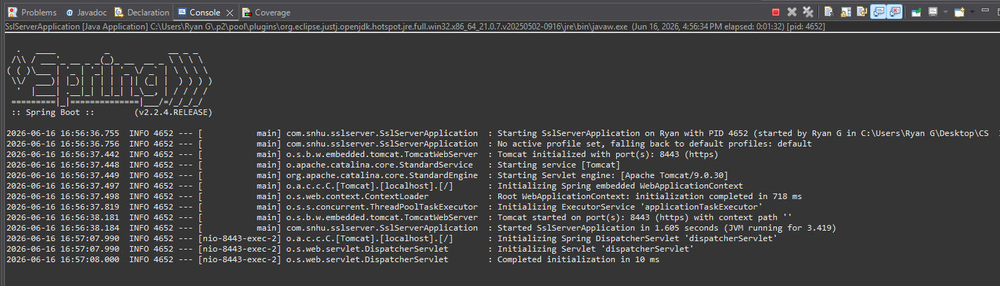 Problems Javadoc Declaration Console Coverage
SslServerApplication [Java Application] C:\Users\Ryan G\.p2\pool\plugins\org.eclipse.justj.openjdk.hotspot.jre.full.win32.x86_64_21.0.7.v20250502-0916\jre\bin\javaw.exe (Jun 16, 2026, 4:56:34 PM elapsed: 0:01:32) [pid: 4652]
  .   ____          _            __ _ _
 /\\ / ___'_ __ _ _(_)_ __  __ _ \ \ \ \
( ( )\___ | '_ | '_| | '_ \/ _` | \ \ \ \
 \\/  ___)| |_)| | | | | || (_| |  ) ) ) )
  '  |____| .__|_| |_|_| |_\__, | / / / /
 =========|_|==============|___/=/_/_/_/
 :: Spring Boot ::        (v2.2.4.RELEASE)
2026-06-16 16:56:36.755  INFO 4652 --- [           main] com.snhu.sslserver.SslServerApplication  : Starting SslServerApplication on Ryan with PID 4652 (started by Ryan G in C:\Users\Ryan G\Desktop\CS
2026-06-16 16:56:36.756  INFO 4652 --- [           main] com.snhu.sslserver.SslServerApplication  : No active profile set, falling back to default profiles: default
2026-06-16 16:56:37.442  INFO 4652 --- [           main] o.s.b.w.embedded.tomcat.TomcatWebServer  : Tomcat initialized with port(s): 8443 (https)
2026-06-16 16:56:37.448  INFO 4652 --- [           main] o.apache.catalina.core.StandardService   : Starting service [Tomcat]
2026-06-16 16:56:37.449  INFO 4652 --- [           main] org.apache.catalina.core.StandardEngine  : Starting Servlet engine: [Apache Tomcat/9.0.30]
2026-06-16 16:56:37.497  INFO 4652 --- [           main] o.a.c.c.C.[Tomcat].[localhost].[/]       : Initializing Spring embedded WebApplicationContext
2026-06-16 16:56:37.498  INFO 4652 --- [           main] o.s.web.context.ContextLoader            : Root WebApplicationContext: initialization completed in 718 ms
2026-06-16 16:56:37.819  INFO 4652 --- [           main] o.s.s.concurrent.ThreadPoolTaskExecutor  : Initializing ExecutorService 'applicationTaskExecutor'
2026-06-16 16:56:38.181  INFO 4652 --- [           main] o.s.b.w.embedded.tomcat.TomcatWebServer  : Tomcat started on port(s): 8443 (https) with context path ''
2026-06-16 16:56:38.184  INFO 4652 --- [           main] com.snhu.sslserver.SslServerApplication  : Started SslServerApplication in 1.605 seconds (JVM running for 3.419)
2026-06-16 16:57:07.990  INFO 4652 --- [nio-8443-exec-2] o.a.c.c.C.[Tomcat].[localhost].[/]       : Initializing Spring DispatcherServlet 'dispatcherServlet'
2026-06-16 16:57:07.990  INFO 4652 --- [nio-8443-exec-2] o.s.web.servlet.DispatcherServlet        : Initializing Servlet 'dispatcherServlet'
2026-06-16 16:57:08.000  INFO 4652 --- [nio-8443-exec-2] o.s.web.servlet.DispatcherServlet        : Completed initialization in 10 ms